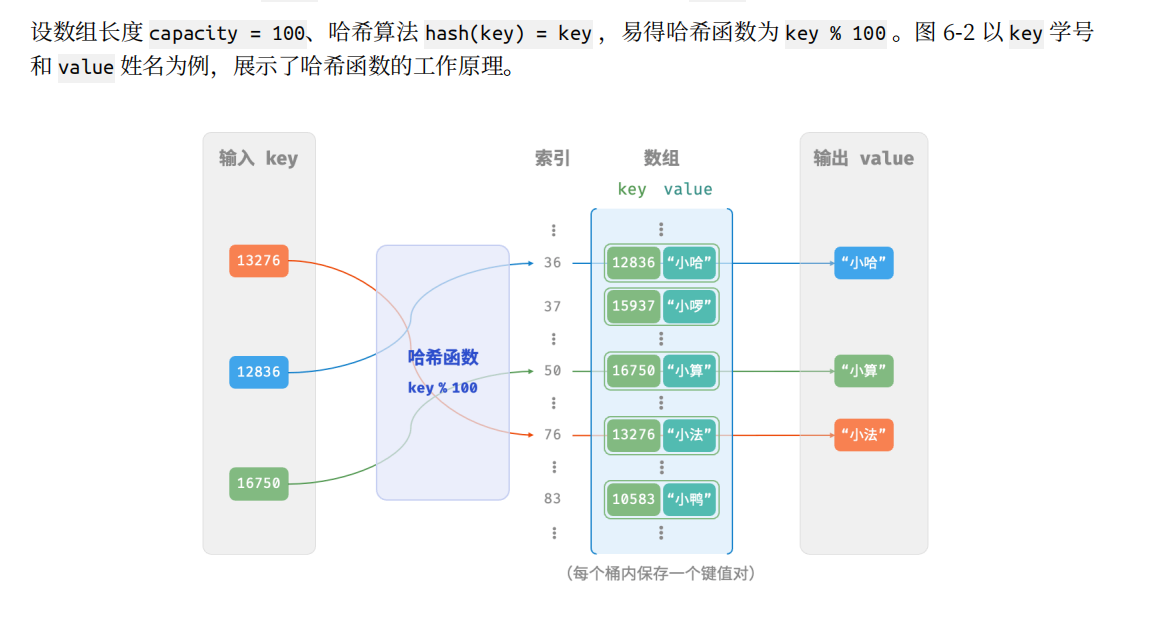 设数组长度 capacity = 100、哈希算法 hash(key) = key ，易得哈希函数为 key % 100 。图 6-2 以 key 学号
和 value 姓名为例，展示了哈希函数的工作原理。
输入 key
索引
数组
输出 value
key value
13276
12836
16750
哈希函数
key % 100
36
12836 “小哈”
“小哈”
37
15937 “小啰”
50
16750 “小算”
“小算”
76
13276 “小法”
“小法”
83
10583 “小鸭”
（每个桶内保存一个键值对）